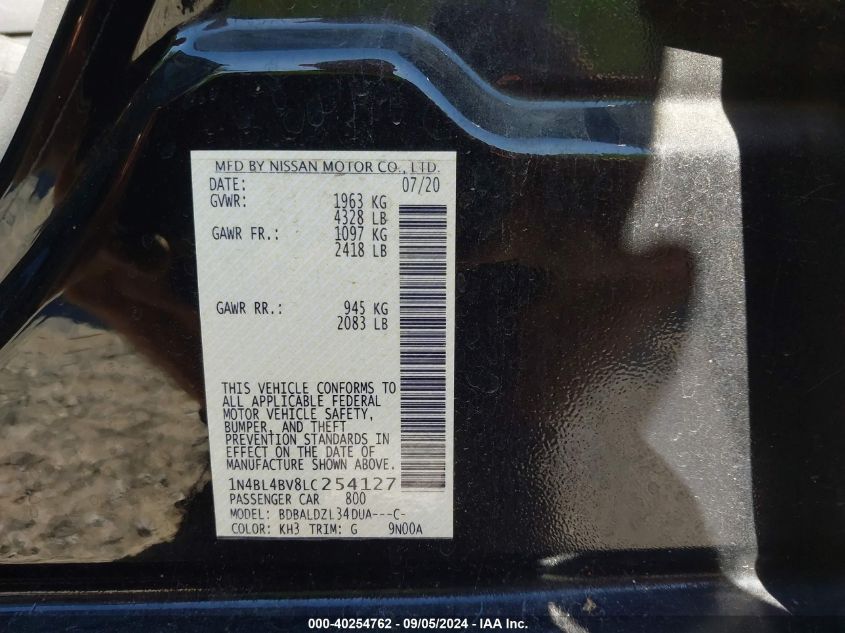 MFD BY NISSAN MOTOR CO., LTD.
DATE: 07/20
GVWR: 1963 KG
4328 LB
GAWR FR.: 1097 KG
2418 LB
GAWR RR.: 945 KG
2083 LB
THIS VEHICLE CONFORMS TO
ALL APPLICABLE FEDERAL
MOTOR VEHICLE SAFETY,
BUMPER, AND THEFT
PREVENTION STANDARDS IN
EFFECT ON THE DATE OF
MANUFACTURE SHOWN ABOVE.
1N4BL4BV8LC254127
PASSENGER CAR 800
MODEL: BDBALDZL34DUA---C-
COLOR: KH3 TRIM: G 9N00A
000-40254762 - 09/05/2024 - IAA Inc.